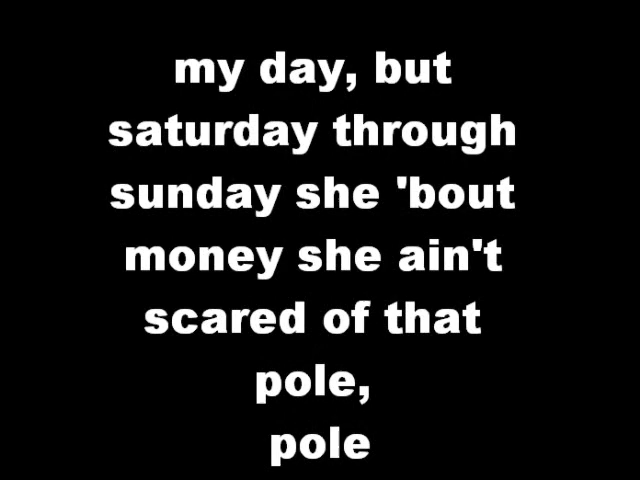 my day, but
saturday through
sunday she 'bout
money she ain't
scared of that
pole,
pole